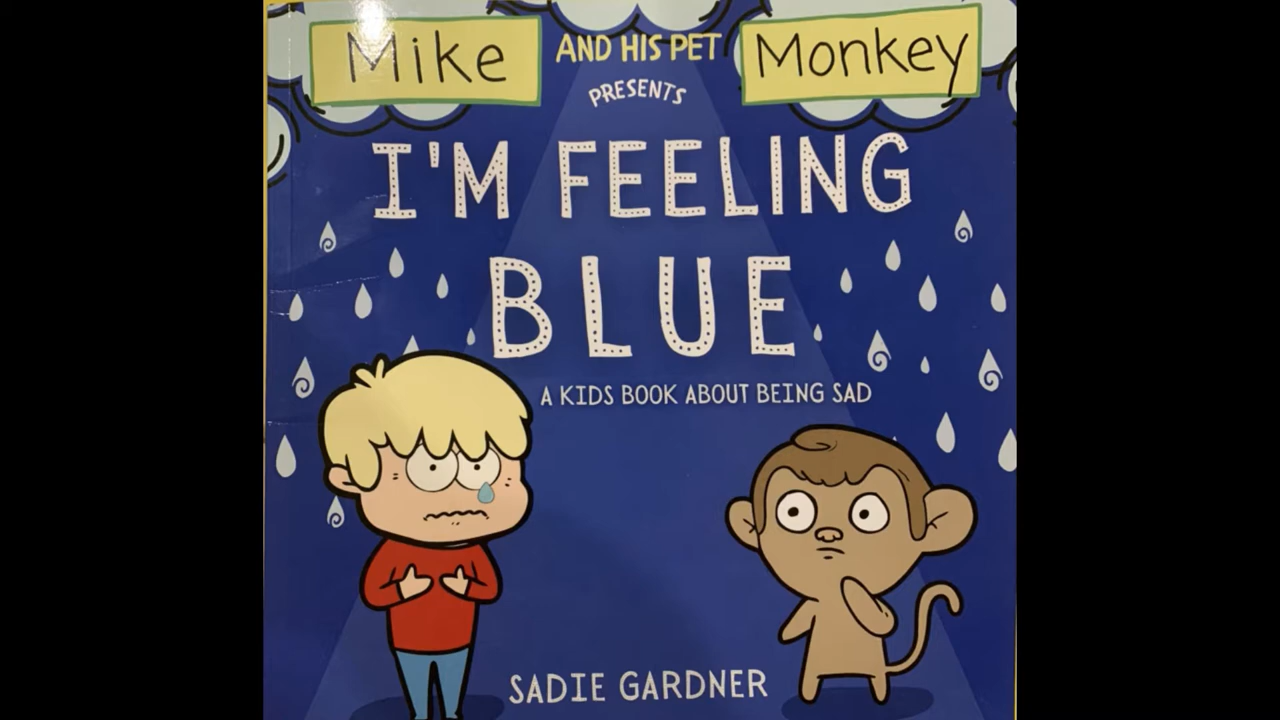 Mike AND HIS PET Monkey
PRESENTS
I'M FEELING
BLUE
A KIDS BOOK ABOUT BEING SAD
SADIE GARDNER